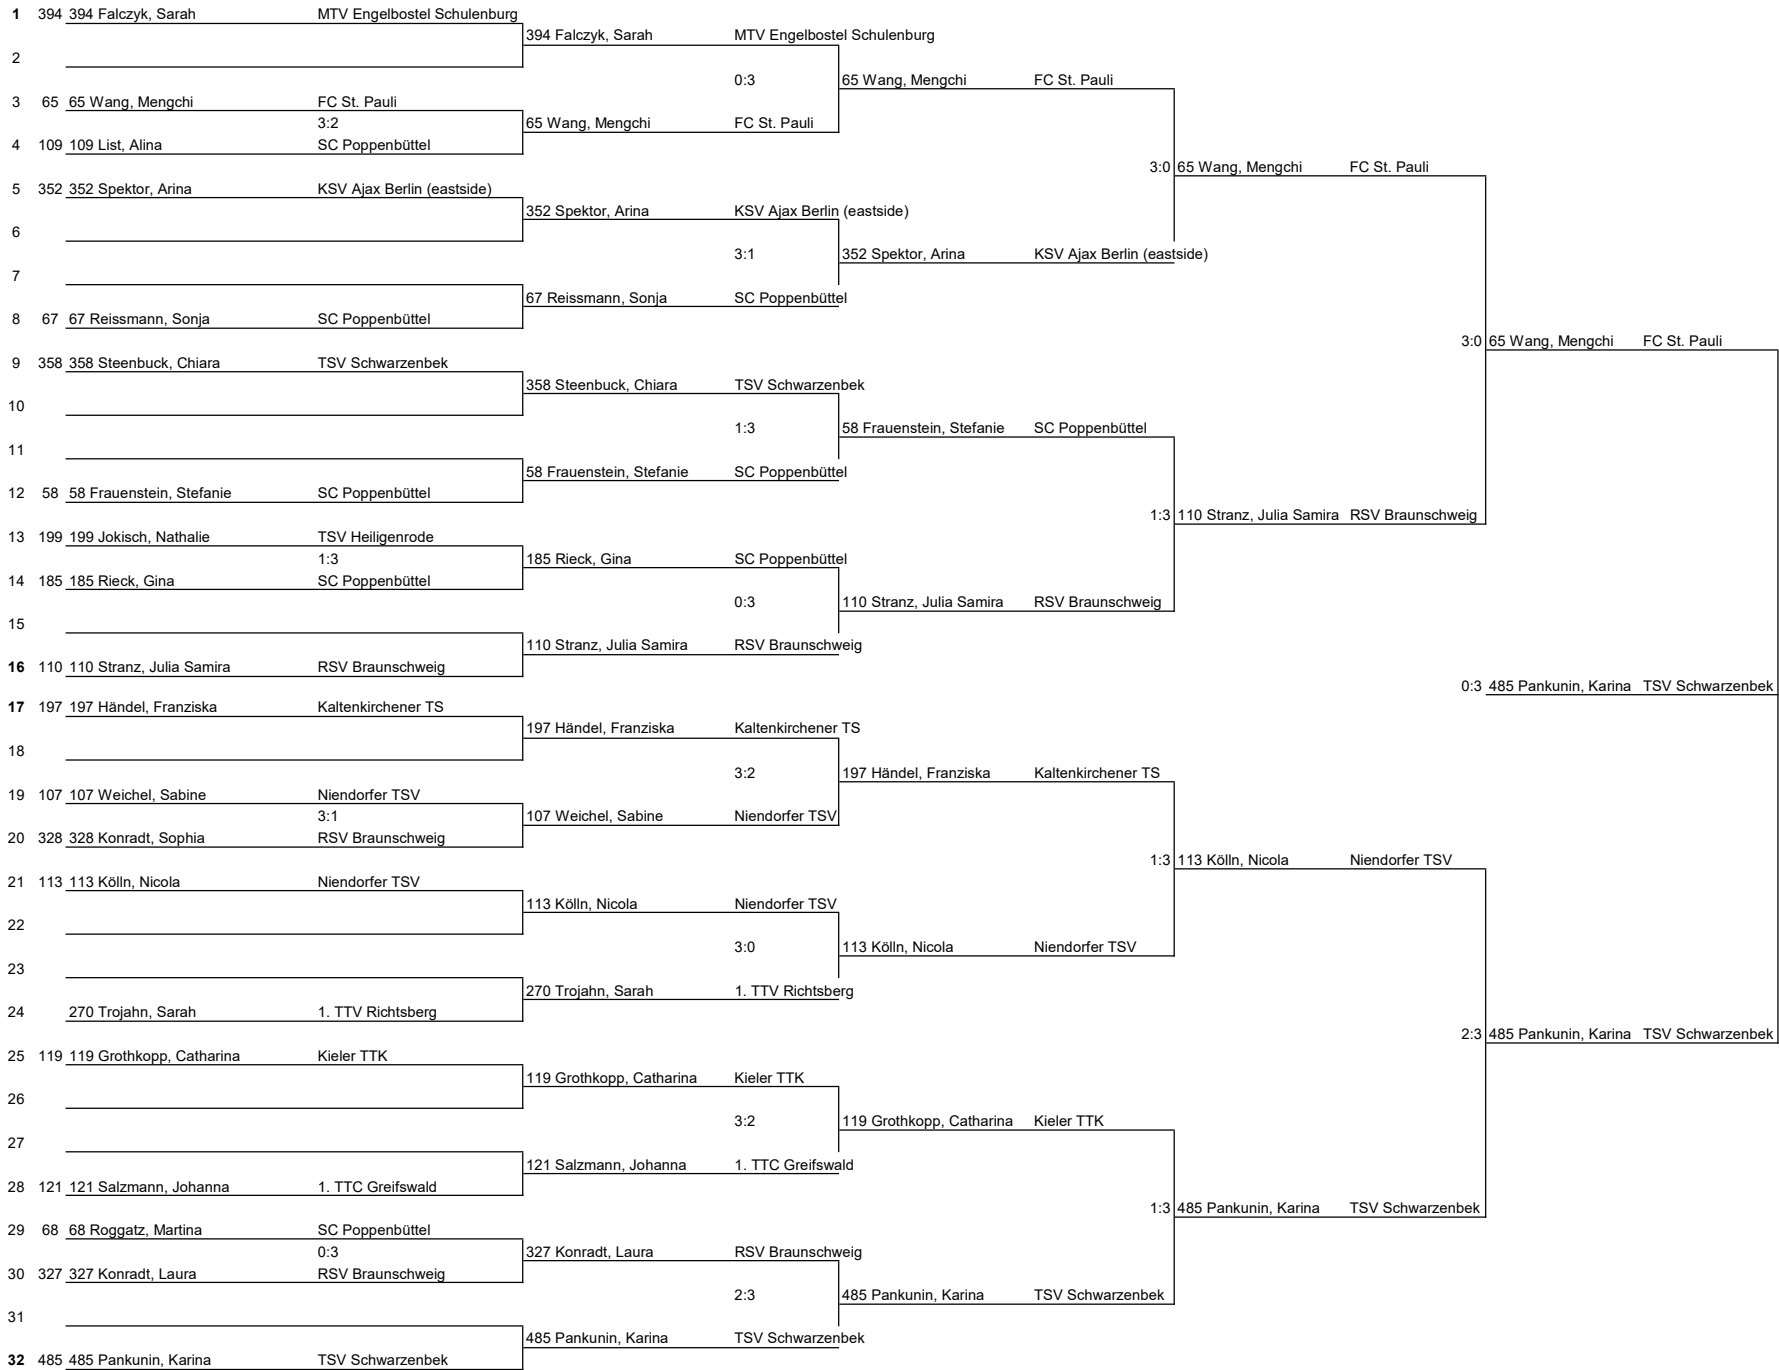 1 394 394 Falczyk, Sarah MTV Engelbostel Schulenburg
394 Falczyk, Sarah MTV Engelbostel Schulenburg
2
0:3 65 Wang, Mengchi FC St. Pauli
3 65 65 Wang, Mengchi FC St. Pauli
3:2 65 Wang, Mengchi FC St. Pauli
4 109 109 List, Alina SC Poppenbüttel
3:0 65 Wang, Mengchi FC St. Pauli
5 352 352 Spektor, Arina KSV Ajax Berlin (eastside)
352 Spektor, Arina KSV Ajax Berlin (eastside)
6
3:1 352 Spektor, Arina KSV Ajax Berlin (eastside)
7
67 Reissmann, Sonja SC Poppenbüttel
8 67 67 Reissmann, Sonja SC Poppenbüttel
3:0 65 Wang, Mengchi FC St. Pauli
9 358 358 Steenbuck, Chiara TSV Schwarzenbek
358 Steenbuck, Chiara TSV Schwarzenbek
10
1:3 58 Frauenstein, Stefanie SC Poppenbüttel
11
58 Frauenstein, Stefanie SC Poppenbüttel
12 58 58 Frauenstein, Stefanie SC Poppenbüttel
1:3 110 Stranz, Julia Samira RSV Braunschweig
13 199 199 Jokisch, Nathalie TSV Heiligenrode
1:3 185 Rieck, Gina SC Poppenbüttel
14 185 185 Rieck, Gina SC Poppenbüttel
0:3 110 Stranz, Julia Samira RSV Braunschweig
15
110 Stranz, Julia Samira RSV Braunschweig
16 110 110 Stranz, Julia Samira RSV Braunschweig
0:3 485 Pankunin, Karina TSV Schwarzenbek
17 197 197 Händel, Franziska Kaltenkirchener TS
197 Händel, Franziska Kaltenkirchener TS
18
3:2 197 Händel, Franziska Kaltenkirchener TS
19 107 107 Weichel, Sabine Niendorfer TSV
3:1 107 Weichel, Sabine Niendorfer TSV
20 328 328 Konradt, Sophia RSV Braunschweig
1:3 113 Kölln, Nicola Niendorfer TSV
21 113 113 Kölln, Nicola Niendorfer TSV
113 Kölln, Nicola Niendorfer TSV
22
3:0 113 Kölln, Nicola Niendorfer TSV
23
270 Trojahn, Sarah 1. TTV Richtsberg
24 270 Trojahn, Sarah 1. TTV Richtsberg
2:3 485 Pankunin, Karina TSV Schwarzenbek
25 119 119 Grothkopp, Catharina Kieler TTK
119 Grothkopp, Catharina Kieler TTK
26
3:2 119 Grothkopp, Catharina Kieler TTK
27
121 Salzmann, Johanna 1. TTC Greifswald
28 121 121 Salzmann, Johanna 1. TTC Greifswald
1:3 485 Pankunin, Karina TSV Schwarzenbek
29 68 68 Roggatz, Martina SC Poppenbüttel
0:3 327 Konradt, Laura RSV Braunschweig
30 327 327 Konradt, Laura RSV Braunschweig
2:3 485 Pankunin, Karina TSV Schwarzenbek
31
485 Pankunin, Karina TSV Schwarzenbek
32 485 485 Pankunin, Karina TSV Schwarzenbek